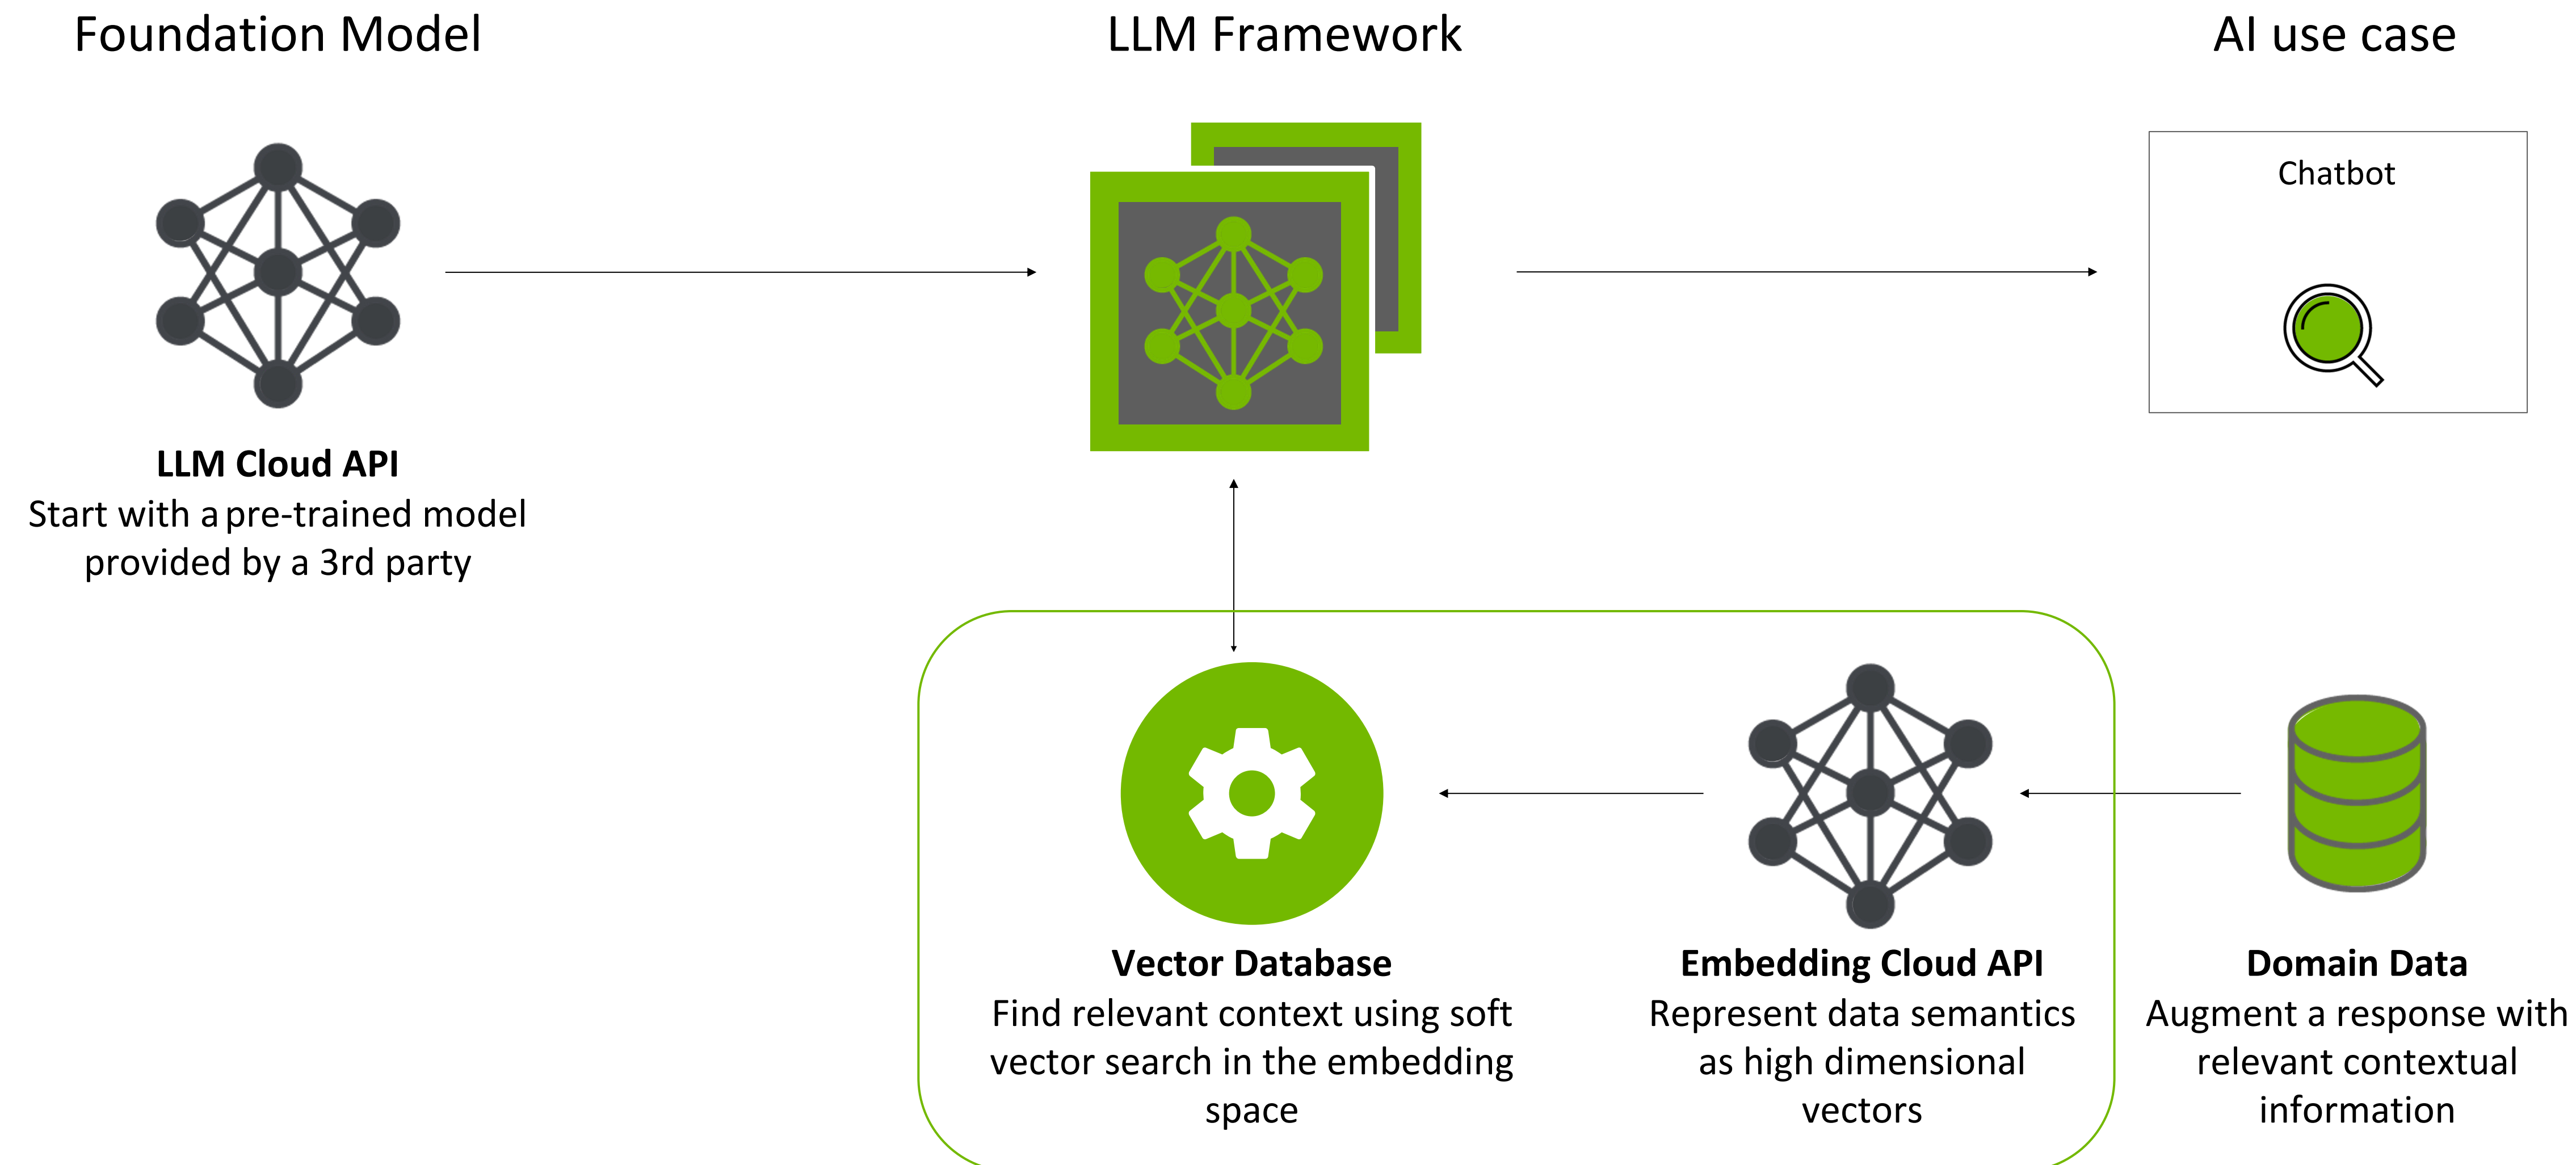 Foundation Model
LLM Framework
AI use case
Chatbot
LLM Cloud API
Start with a pre-trained model
provided by a 3rd party
Vector Database
Find relevant context using soft
vector search in the embedding
space
Embedding Cloud API
Represent data semantics
as high dimensional
vectors
Domain Data
Augment a response with
relevant contextual
information